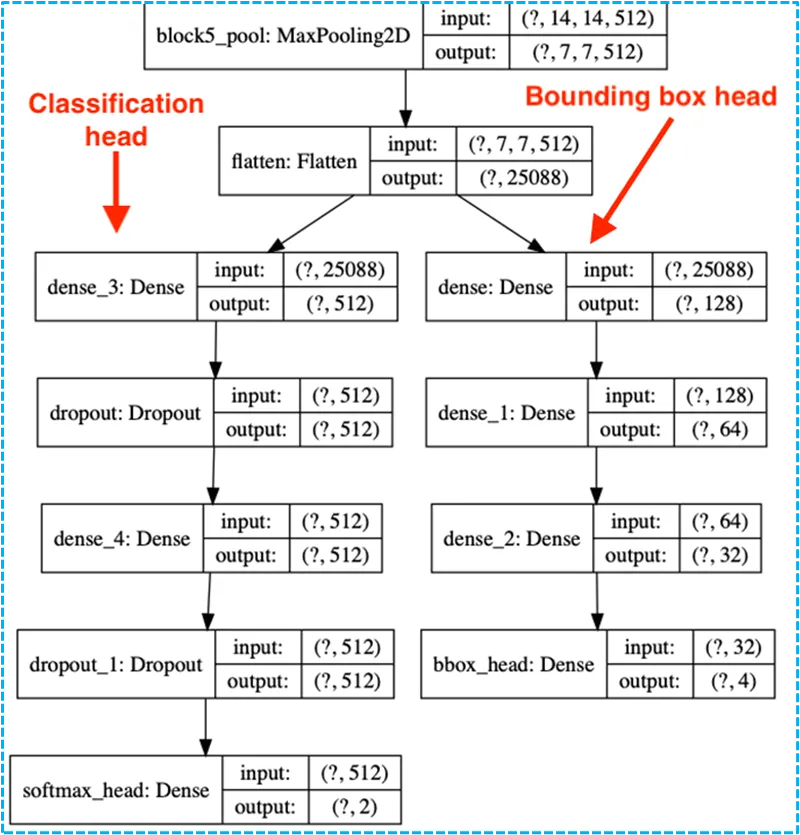 block5_pool: MaxPooling2D
input: (?, 14, 14, 512)
output: (?, 7, 7, 512)
Classification
head
Bounding box head
flatten: Flatten
input: (?, 7, 7, 512)
output: (?, 25088)
dense_3: Dense
input: (?, 25088)
output: (?, 512)
dense: Dense
input: (?, 25088)
output: (?, 128)
dropout: Dropout
input: (?, 512)
output: (?, 512)
dense_1: Dense
input: (?, 128)
output: (?, 64)
dense_4: Dense
input: (?, 512)
output: (?, 512)
dense_2: Dense
input: (?, 64)
output: (?, 32)
dropout_1: Dropout
input: (?, 512)
output: (?, 512)
bbox_head: Dense
input: (?, 32)
output: (?, 4)
softmax_head: Dense
input: (?, 512)
output: (?, 2)